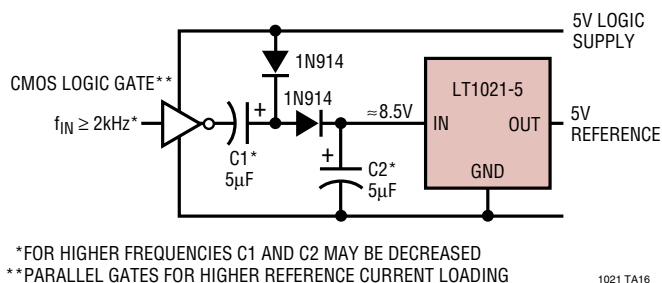 5V LOGIC
SUPPLY
1N914
CMOS LOGIC GATE**
1N914
LT1021-5
fIN ≥ 2kHz*
+
≈8.5V
IN
OUT
5V
REFERENCE
C1*
5µF
+
C2*
5µF
GND
*FOR HIGHER FREQUENCIES C1 AND C2 MAY BE DECREASED
**PARALLEL GATES FOR HIGHER REFERENCE CURRENT LOADING
1021 TA16